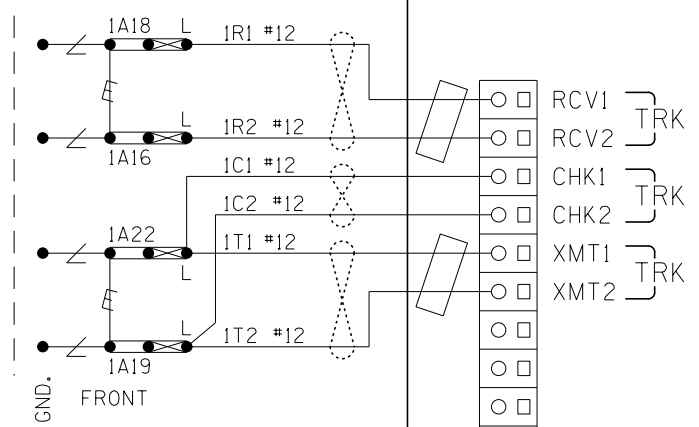 1A18 L 1R1 #12
RCV1
TRK
L 1R2 #12
RCV2
1A16
1C1 #12
CHK1
TRK
1C2 #12
CHK2
1A22
L 1T1 #12
XMT1
TRK
XMT2
L 1T2 #12
1A19
GND.
FRONT
E
E